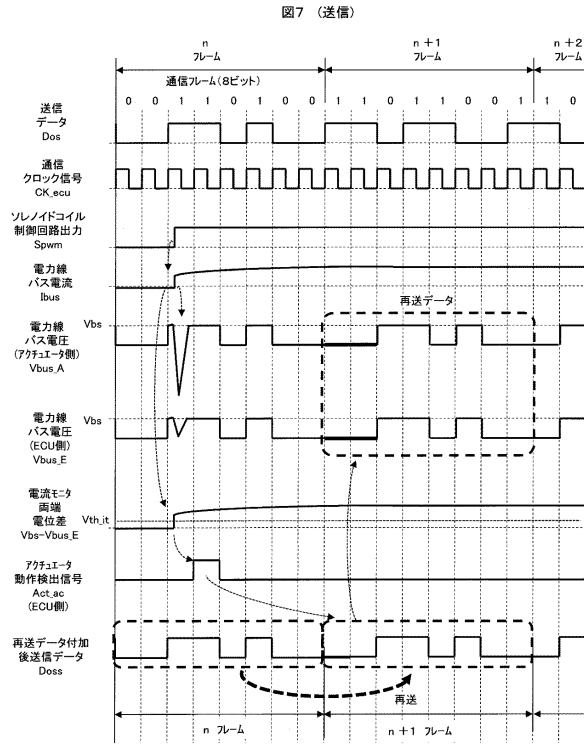 図7 (送信)
n
フレーム
n+1
フレーム
n+2
フレーム
通信フレーム(8ビット)
0 0 1 1 0 1 0 0 1 1 0 1 1 0 0 1 0
送信
データ
Dos
通信
クロック信号
CK_ecu
ソレノイドコイル
制御回路出力
Spwm
電力線
バス電流
Ibus
再送データ
電力線
バス電圧
(アクチュエータ側)
Vbus_A
Vbs
電力線
バス電圧
(ECU側)
Vbus_E
Vbs
電流モニタ
両端
電位差
Vbs-Vbus_E
Vth_it
アクチュエータ
動作検出信号
Act_ac
(ECU側)
再送データ付加
後送信データ
Doss
再送
n フレーム
n+1 フレーム